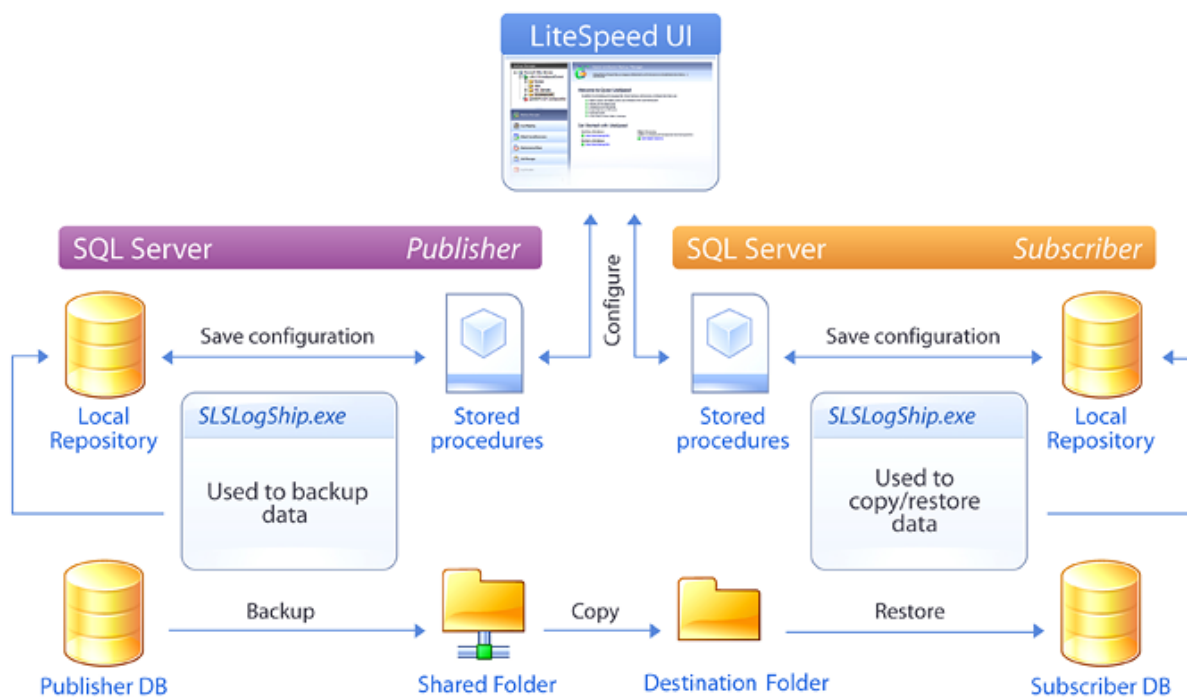 LiteSpeed UI
SQL Server
Publisher
SQL Server
Subscriber
Configure
Save configuration
Save configuration
Local
Repository
SLSLogShip.exe
Used to backup
data
Stored
procedures
Stored
procedures
SLSLogShip.exe
Used to
copy/restore
data
Local
Repository
Backup
Copy
Restore
Publisher DB
Shared Folder
Destination Folder
Subscriber DB